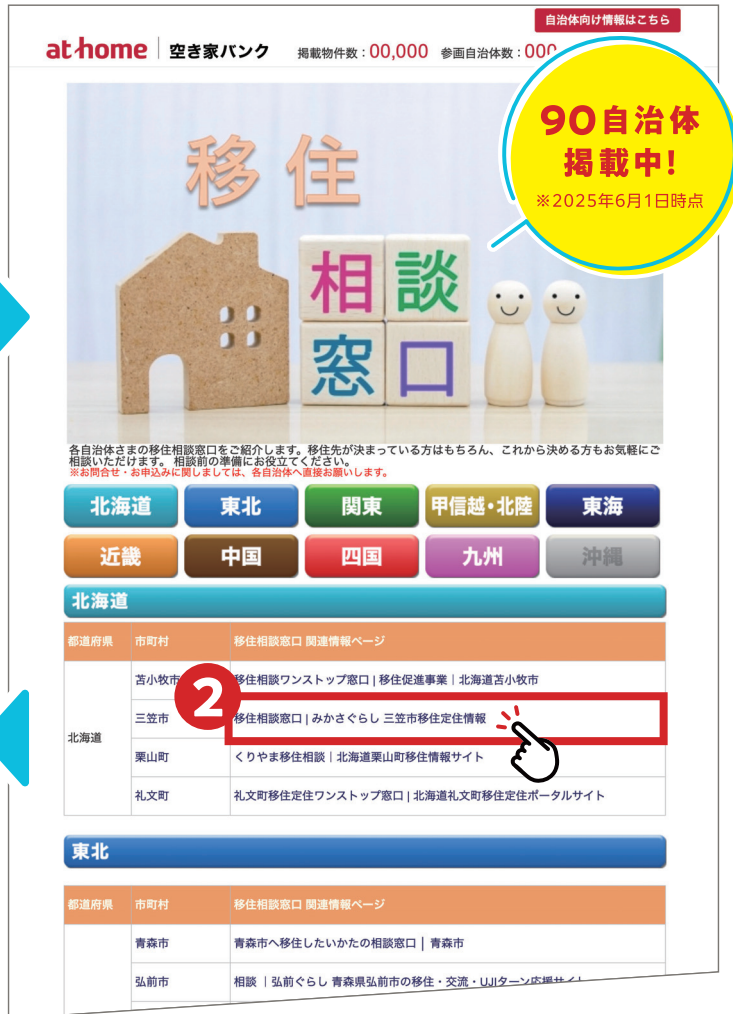 自治体向け情報はこちら
at home 空き家バンク 掲載物件数：00,000 参画自治体数：000
90自治体
掲載中!
※2025年6月1日時点
移住
相談
窓口
各自治体さまの移住相談窓口をご紹介します。移住先が決まっている方はもちろん、これから決める方もお気軽にご
相談いただけます。相談前の準備にお役立てください。
※お問合せ・お申込みに関しましては、各自治体へ直接お願いします。
北海道 東北 関東 甲信越・北陸 東海
近畿 中国 四国 九州 沖縄
北海道
都道府県 市町村 移住相談窓口 関連情報ページ
苫小牧市 移住相談ワンストップ窓口 | 移住促進事業｜北海道苫小牧市
2
三笠市 移住相談窓口 | みかさぐらし 三笠市移住定住情報
北海道
栗山町 くりやま移住相談｜北海道栗山町移住情報サイト
礼文町 礼文町移住定住ワンストップ窓口 | 北海道礼文町移住定住ポータルサイト
東北
都道府県 市町村 移住相談窓口 関連情報ページ
青森市 青森市へ移住したいかたの相談窓口 | 青森市
弘前市 相談 ｜弘前ぐらし 青森県弘前市の移住・交流・UJIターン応援サイト